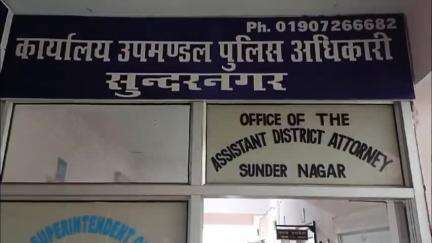 Ph. 01907266682
कार्यालय उपमण्डल पुलिस अधिकारी
सुन्दरनगर
OFFICE OF THE
ASSISTANT DISTRICT ATTORNEY
SUNDER NAGAR
SUPERINTENDENT